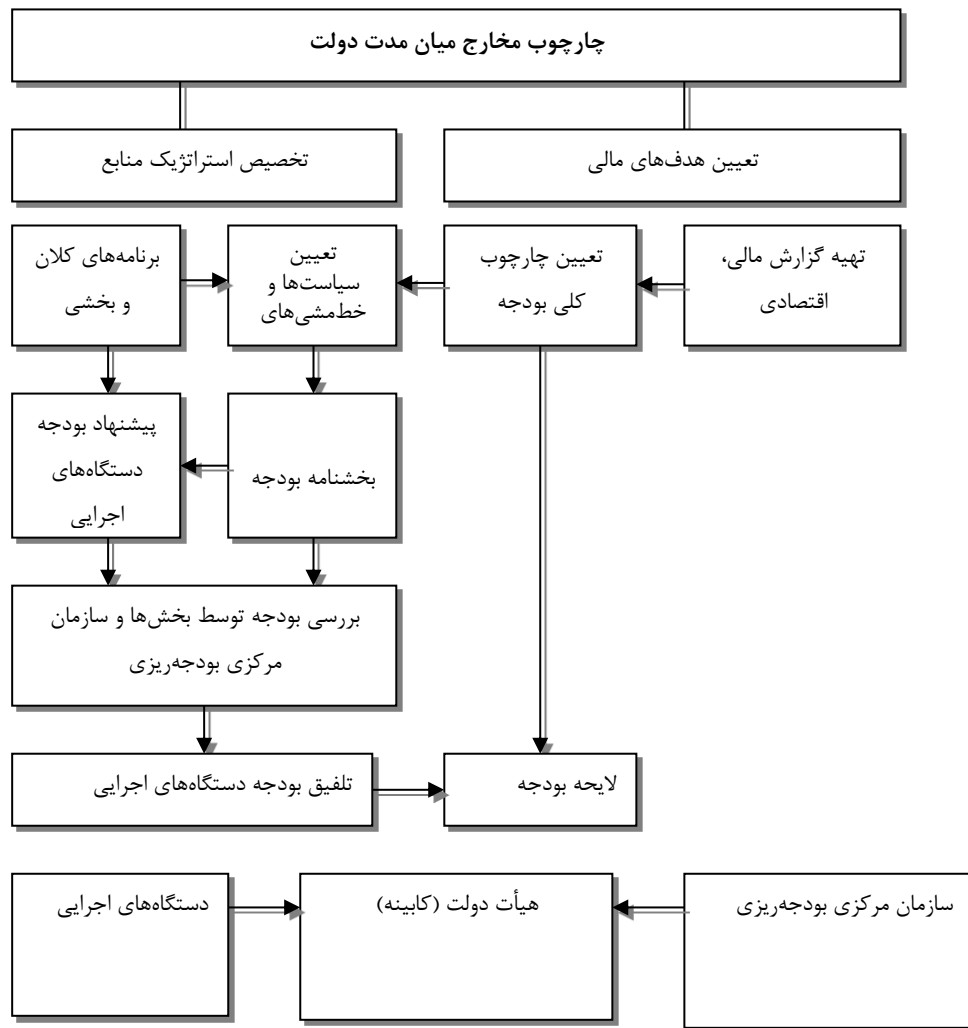 چارچوب مخارج میان مدت دولت
تعیین هدف‌های مالی
تخصیص استراتژیک منابع
تهیه گزارش مالی،
اقتصادی
تعیین چارچوب
کلی بودجه
تعیین
سیاست‌ها و
خط‌مشی‌های
برنامه‌های کلان
و بخشی
بخشنامه بودجه
پیشنهاد بودجه
دستگاه‌های
اجرایی
بررسی بودجه توسط بخش‌ها و سازمان
مرکزی بودجه‌ریزی
لایحه بودجه
تلفیق بودجه دستگاه‌های اجرایی
سازمان مرکزی بودجه‌ریزی
هیأت دولت (کابینه)
دستگاه‌های اجرایی